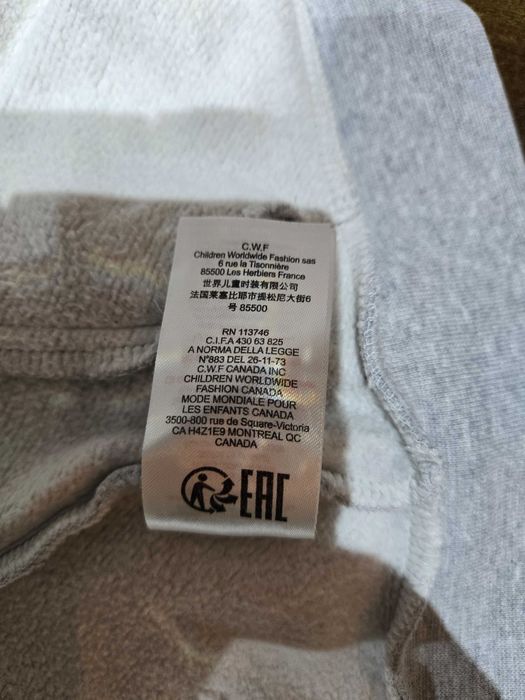 C.W.F
Children Worldwide Fashion sas
6 rue la Tisonnière
85500 Les Herbiers France
世界儿童时装有限公司
法国莱塞比耶市提松尼大街6
号 85500
RN 113746
C.I.F.A 430 63 825
A NORMA DELLA LEGGE
N°883 DEL 26-11-73
C.W.F CANADA INC
CHILDREN WORLDWIDE
FASHION CANADA
MODE MONDIALE POUR
LES ENFANTS CANADA
3500-800 rue de Square-Victoria
CA H4Z1E9 MONTREAL QC
CANADA
EAC